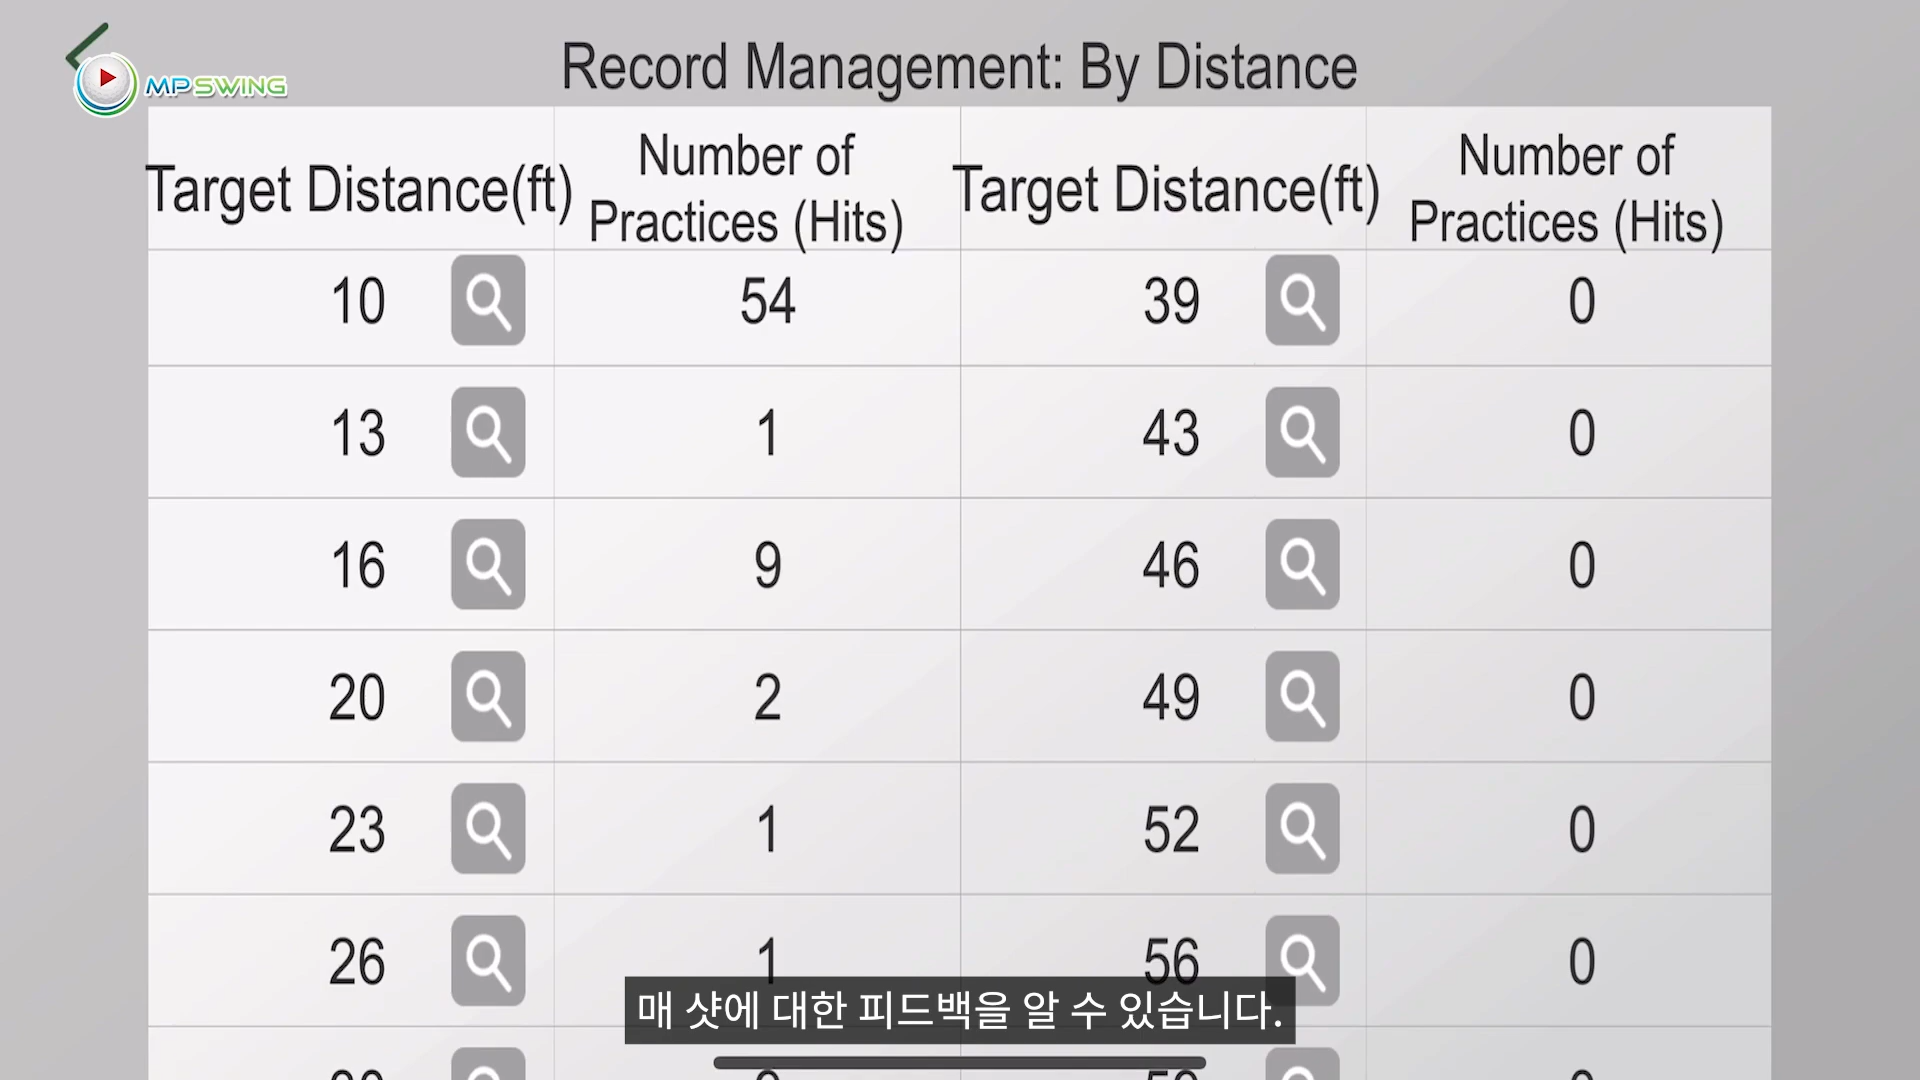 MPSWING
Record Management: By Distance
Target Distance(ft)
Number of
Practices (Hits)
Target Distance(ft)
Number of
Practices (Hits)
10 54 39 0
13 1 43 0
16 9 46 0
20 2 49 0
23 1 52 0
26 1 56 0
매 샷에 대한 피드백을 알 수 있습니다.